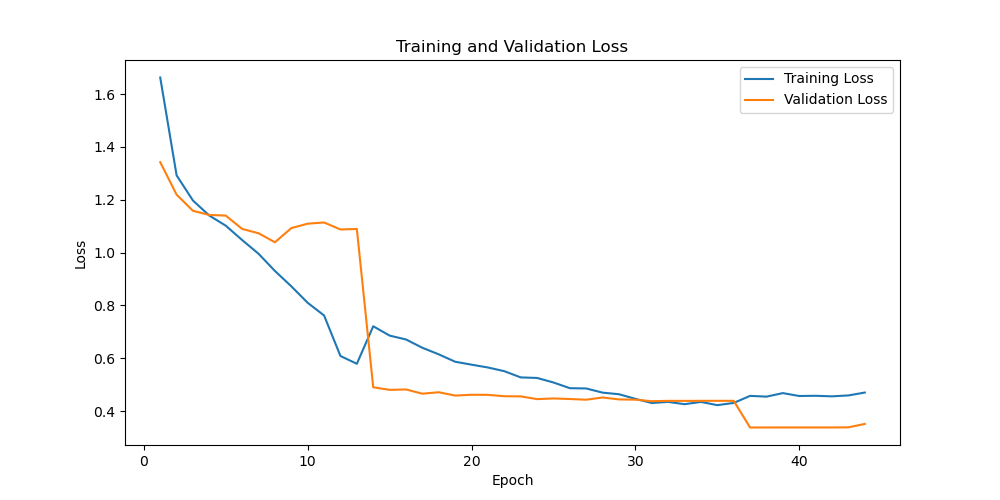 Training and Validation Loss
Training Loss
Validation Loss
1.6
1.4
1.2
1.0
0.8
0.6
0.4
Loss
0 10 20 30 40
Epoch